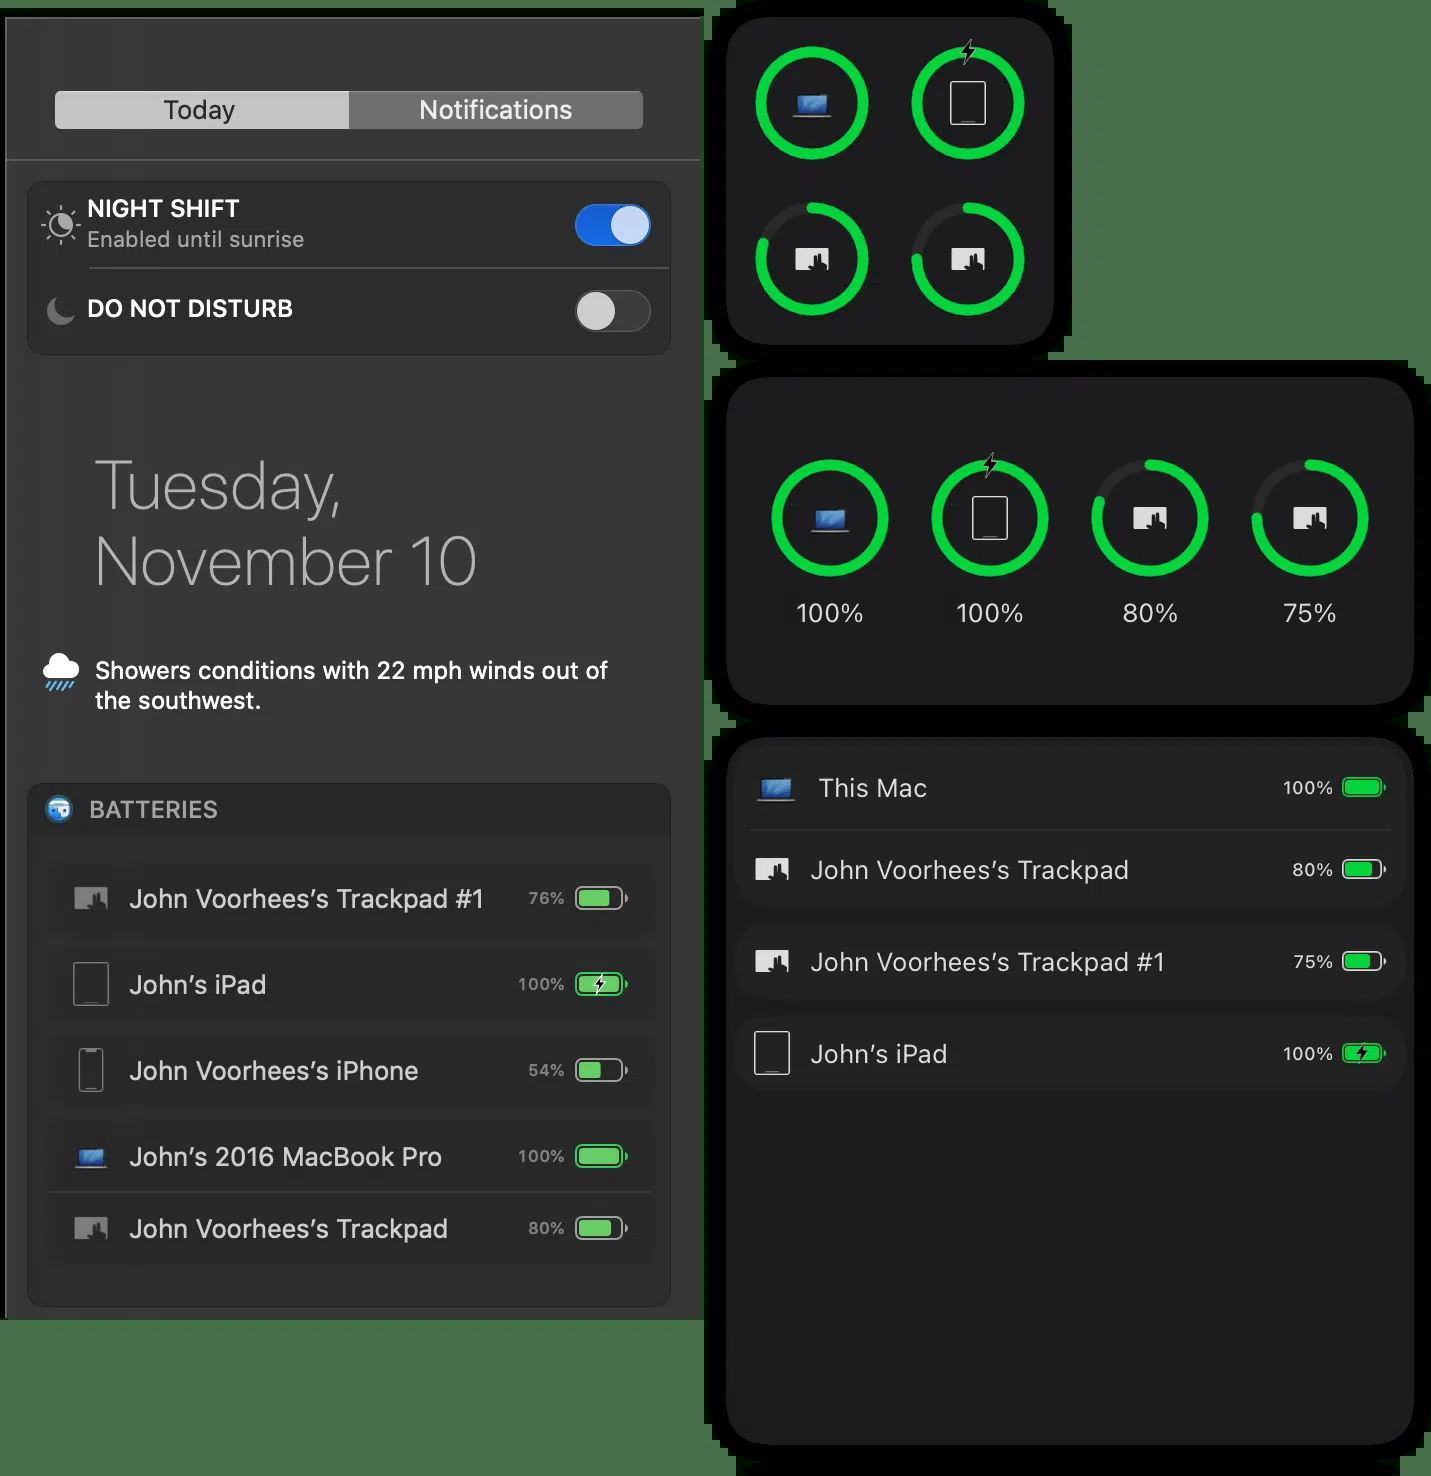 Today
Notifications
NIGHT SHIFT
Enabled until sunrise
DO NOT DISTURB
Tuesday,
November 10
Showers conditions with 22 mph winds out of
the southwest.
BATTERIES
John Voorhees’s Trackpad #1 76%
John’s iPad 100%
John Voorhees’s iPhone 54%
John’s 2016 MacBook Pro 100%
John Voorhees’s Trackpad 80%
100% 100% 80% 75%
This Mac 100%
John Voorhees’s Trackpad 80%
John Voorhees’s Trackpad #1 75%
John’s iPad 100%